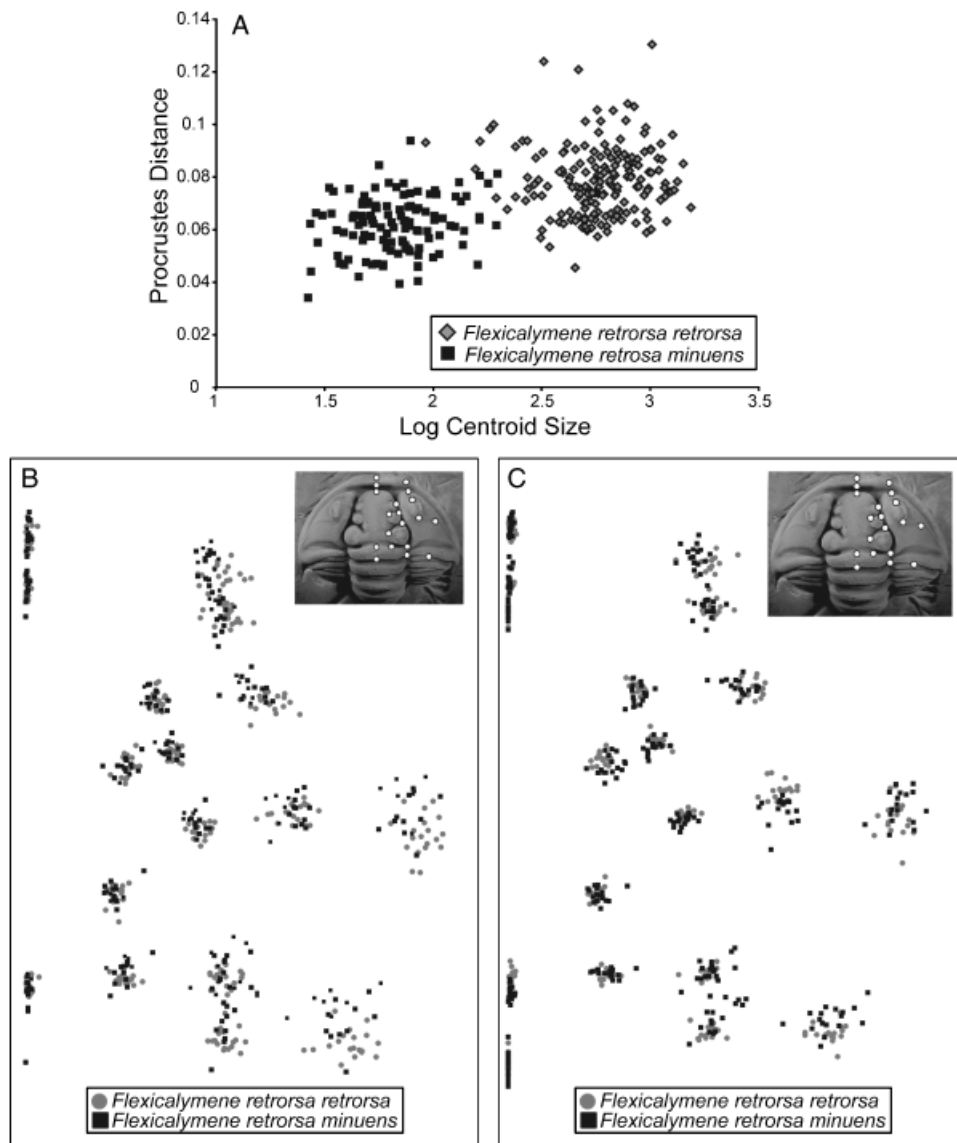 A
0.14
0.12
0.1
0.08
0.06
0.04
0.02
0
Procrustes Distance
1
1.5
2
2.5
3
3.5
Log Centroid Size
Flexicalymene retrorsa retrorsa
Flexicalymene retrosa minuens
B
Flexicalymene retrorsa retrorsa
Flexicalymene retrorsa minuens
C
Flexicalymene retrorsa retrorsa
Flexicalymene retrorsa minuens